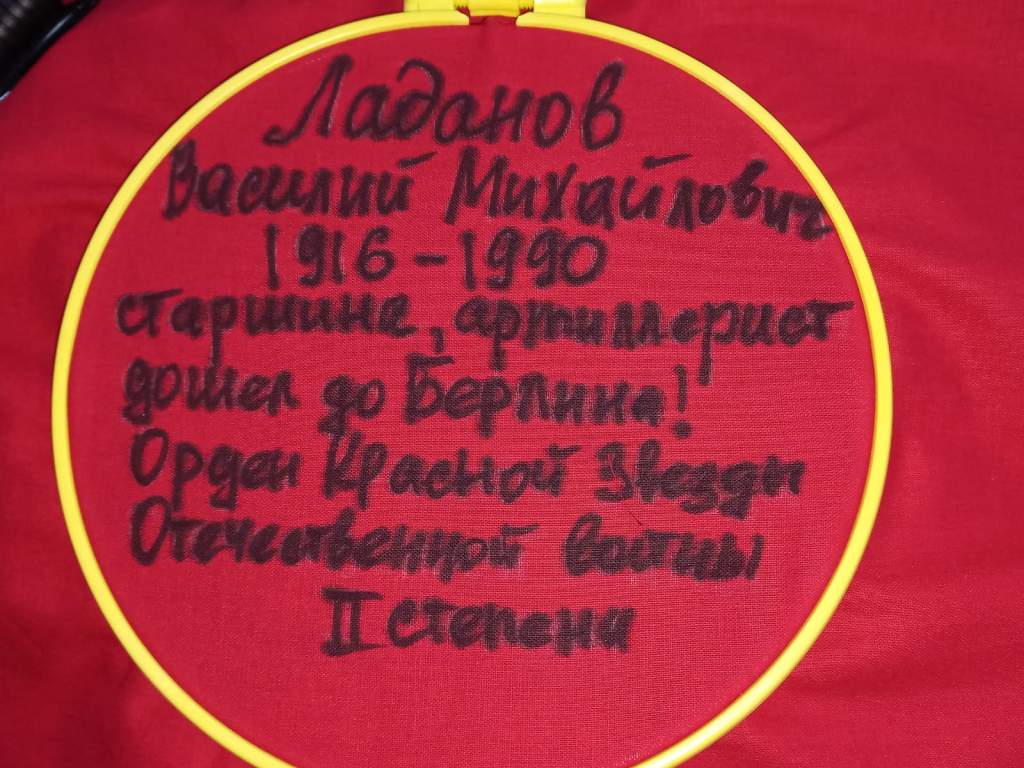 Ладанов
Василий Михайлович
1916-1990
старшина, артиллерист
дошел до Берлина!
Орден Красной Звезды
Отечественной войны
II степени